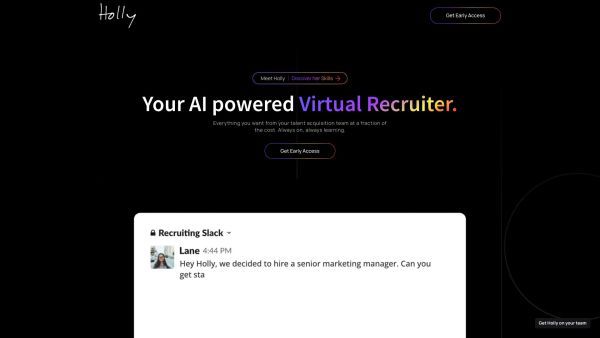 Holly
Get Early Access
Meet Holly | Discover her Skills →
Your AI powered Virtual Recruiter.
Everything you want from your talent acquisition team at a fraction of
the cost. Always on, always learning.
Get Early Access
Recruiting Slack
Lane 4:44 PM
Hey Holly, we decided to hire a senior marketing manager. Can you
get sta
Get Holly on your team